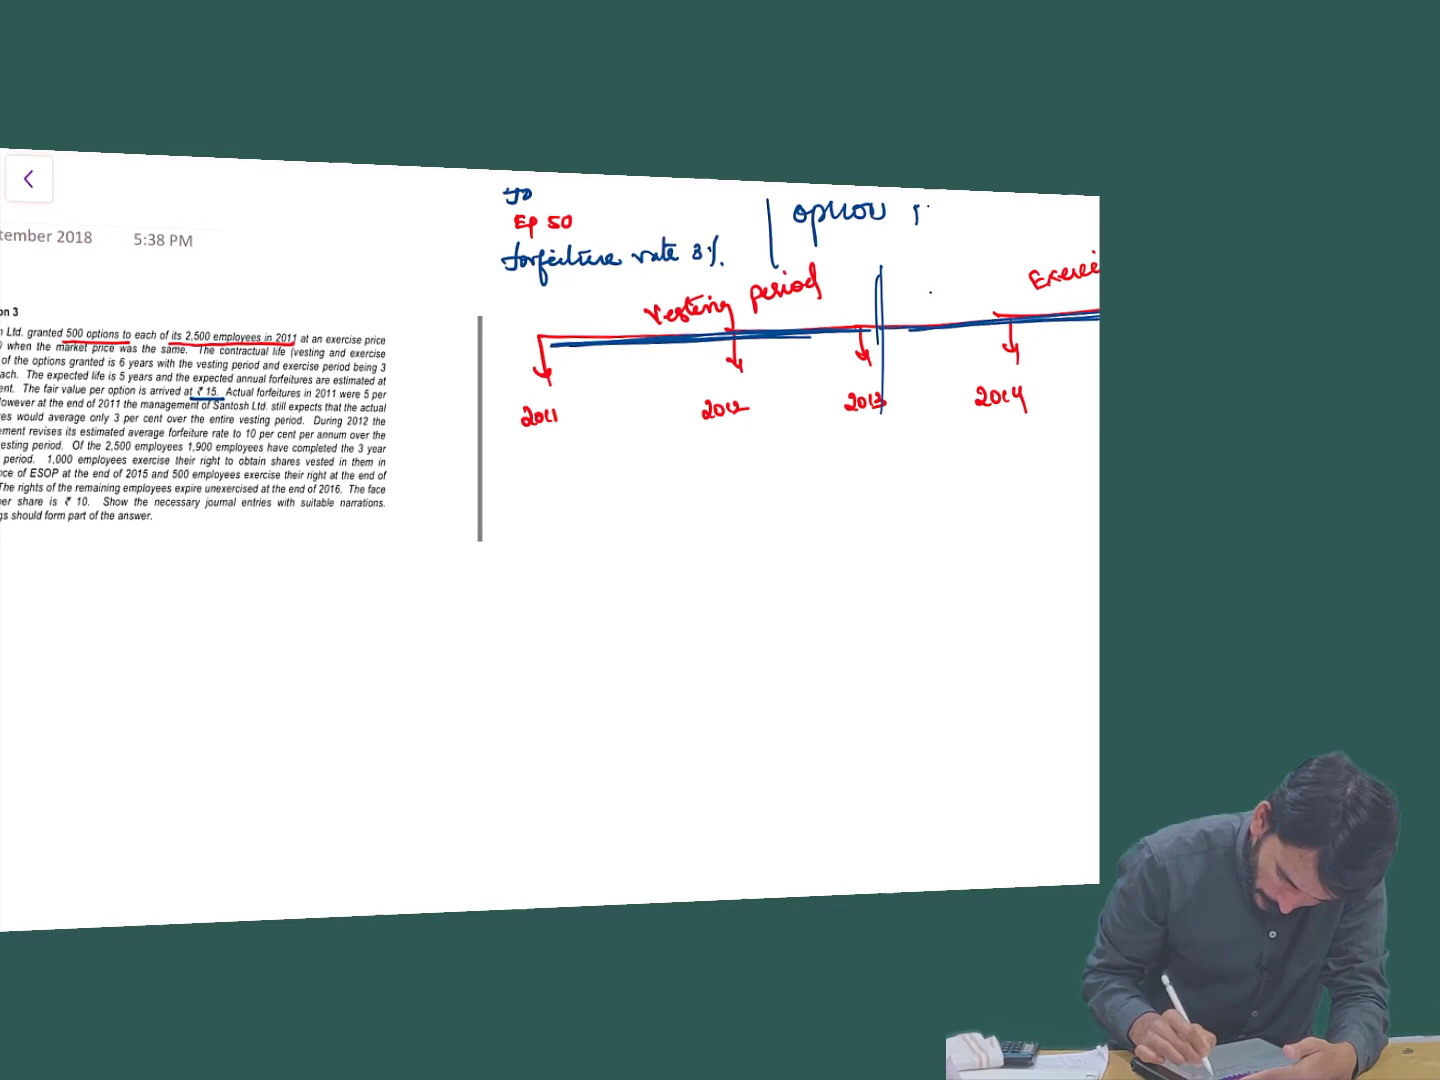 tember 2018 5:38 PM
on 3
Ltd. granted 500 options to each of its 2,500 employees in 2011 at an exercise price
when the market price was the same. The contractual life (vesting and exercise
of the options granted is 6 years with the vesting period and exercise period being 3
ach. The expected life is 5 years and the expected annual forfeitures are estimated at
ent. The fair value per option is arrived at ₹ 15. Actual forfeitures in 2011 were 5 per
owever at the end of 2011 the management of Santosh Ltd. still expects that the actual
es would average only 3 per cent over the entire vesting period. During 2012 the
ement revises its estimated average forfeiture rate to 10 per cent per annum over the
esting period. Of the 2,500 employees 1,900 employees have completed the 3 year
period. 1,000 employees exercise their right to obtain shares vested in them in
ce of ESOP at the end of 2015 and 500 employees exercise their right at the end of
The rights of the remaining employees expire unexercised at the end of 2016. The face
er share is ₹ 10. Show the necessary journal entries with suitable narrations.
gs should form part of the answer.
Ep 50
forfeiture rate 3%.
option
Vesting period
Exerci
2011 2012 2013 2014